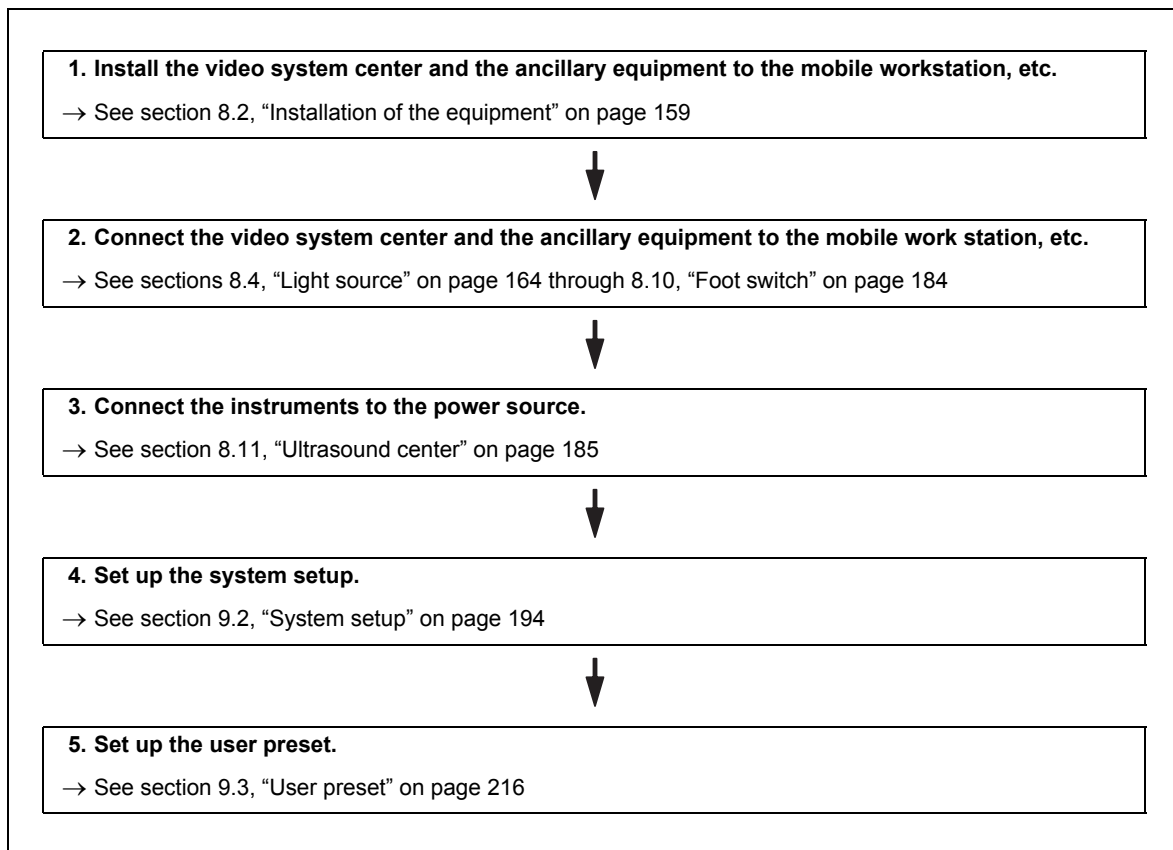 1. Install the video system center and the ancillary equipment to the mobile workstation, etc.
→ See section 8.2, “Installation of the equipment” on page 159
2. Connect the video system center and the ancillary equipment to the mobile work station, etc.
→ See sections 8.4, “Light source” on page 164 through 8.10, “Foot switch” on page 184
3. Connect the instruments to the power source.
→ See section 8.11, “Ultrasound center” on page 185
4. Set up the system setup.
→ See section 9.2, “System setup” on page 194
5. Set up the user preset.
→ See section 9.3, “User preset” on page 216